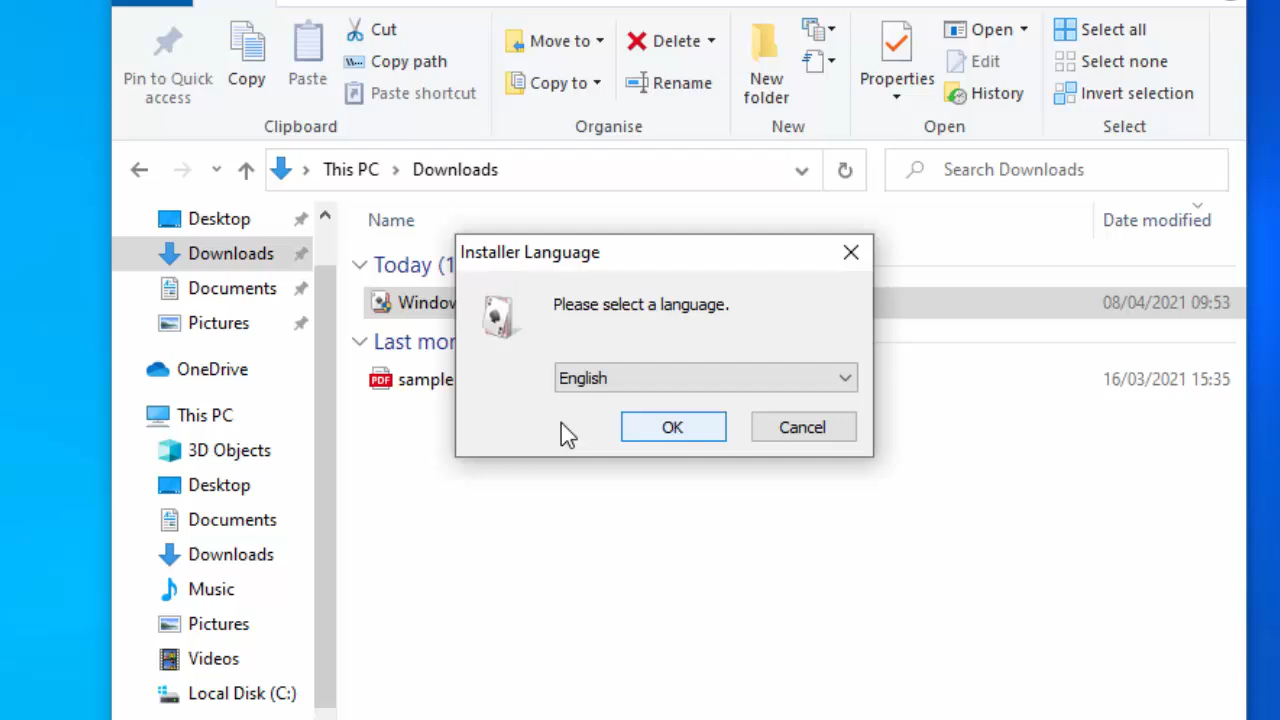 Pin to Quick access
Copy
Paste
Cut
Copy path
Paste shortcut
Clipboard
Move to
Copy to
Delete
Rename
Organise
New folder
New
Properties
Open
Edit
History
Open
Select all
Select none
Invert selection
Select
This PC
Downloads
Search Downloads
Desktop
Downloads
Documents
Pictures
OneDrive
This PC
3D Objects
Desktop
Documents
Downloads
Music
Pictures
Videos
Local Disk (C:)
Name
Date modified
Today (1
Window
08/04/2021 09:53
Last mor
sample
16/03/2021 15:35
Installer Language
Please select a language.
English
OK
Cancel
PDF